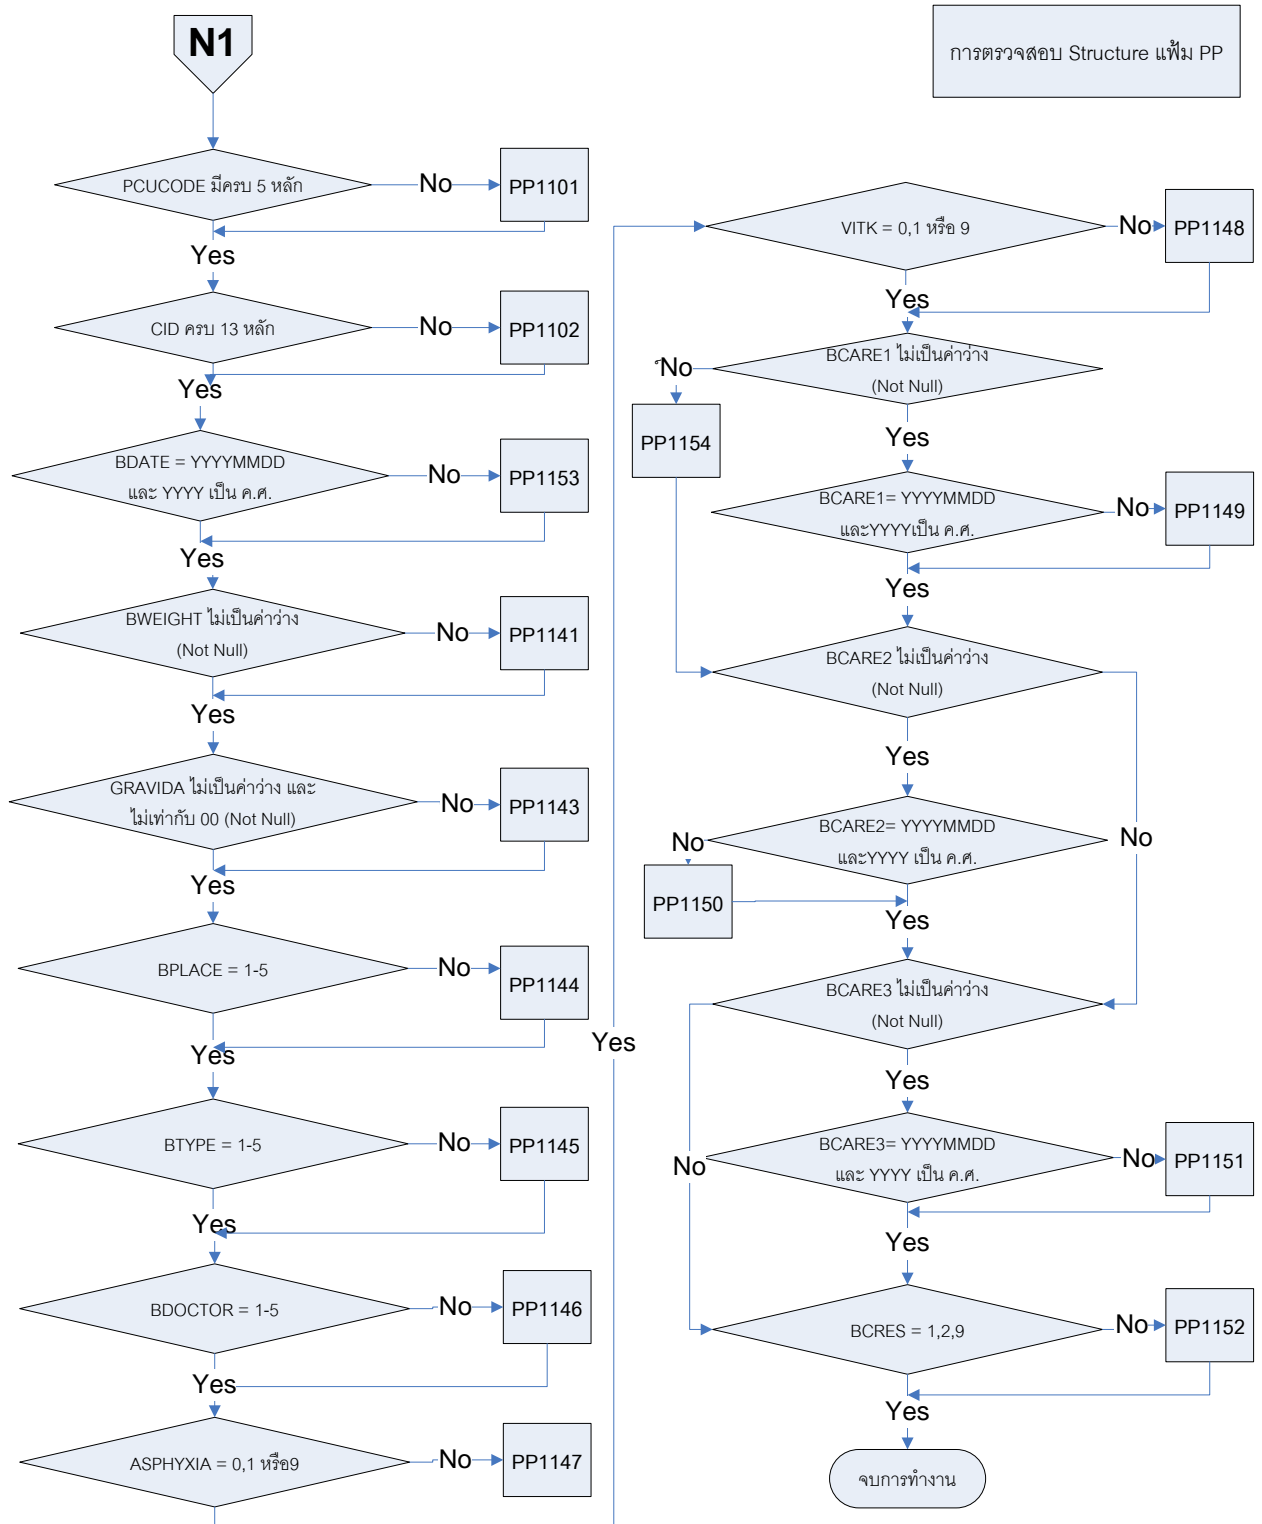 N1
การตรวจสอบ Structure แฟ้ม PP
PCUCODE มีครบ 5 หลัก
No
PP1101
Yes
CID ครบ 13 หลัก
No
PP1102
Yes
BDATE = YYYYMMDD
และ YYYY เป็น ค.ศ.
No
PP1153
Yes
BWEIGHT ไม่เป็นค่าว่าง
(Not Null)
No
PP1141
Yes
GRAVIDA ไม่เป็นค่าว่าง และ
ไม่เท่ากับ 00 (Not Null)
No
PP1143
Yes
BPLACE = 1-5
No
PP1144
Yes
BTYPE = 1-5
No
PP1145
Yes
BDOCTOR = 1-5
No
PP1146
Yes
ASPHYXIA = 0,1 หรือ9
No
PP1147
Yes
VITK = 0,1 หรือ 9
No
PP1148
Yes
BCARE1 ไม่เป็นค่าว่าง
(Not Null)
No
PP1154
Yes
BCARE1= YYYYMMDD
และYYYYเป็น ค.ศ.
No
PP1149
Yes
BCARE2 ไม่เป็นค่าว่าง
(Not Null)
No
Yes
BCARE2= YYYYMMDD
และYYYY เป็น ค.ศ.
No
PP1150
Yes
BCARE3 ไม่เป็นค่าว่าง
(Not Null)
No
Yes
BCARE3= YYYYMMDD
และ YYYY เป็น ค.ศ.
No
PP1151
Yes
BCRES = 1,2,9
No
PP1152
Yes
จบการทำงาน